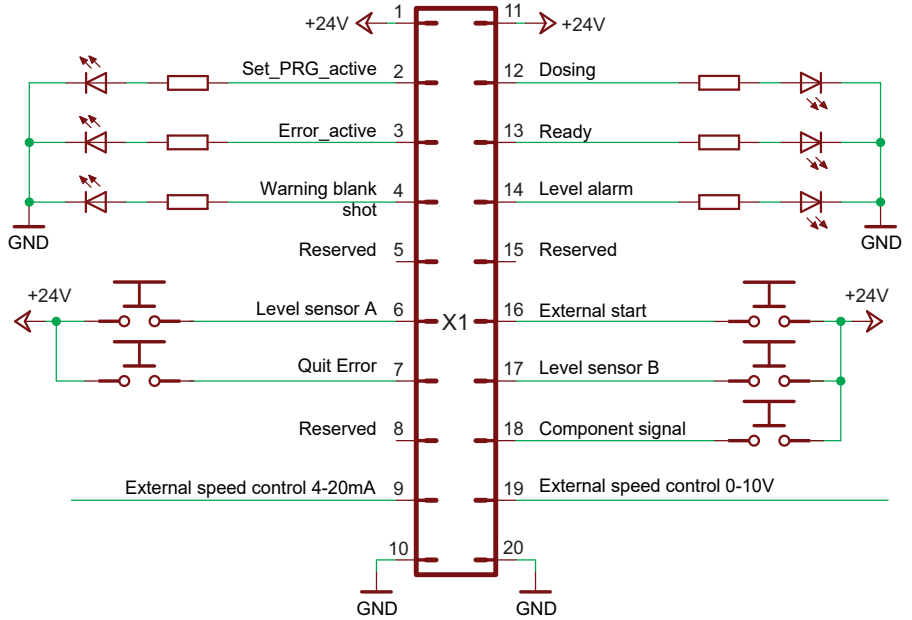 +24V 1 11 +24V
Set_PRG_active 2 12 Dosing
Error_active 3 13 Ready
Warning blank 4 14 Level alarm
shot
GND GND
Reserved 5 15 Reserved
+24V +24V
Level sensor A 6 X1 16 External start
Quit Error 7 17 Level sensor B
Reserved 8 18 Component signal
External speed control 4-20mA 9 19 External speed control 0-10V
10 20
GND GND